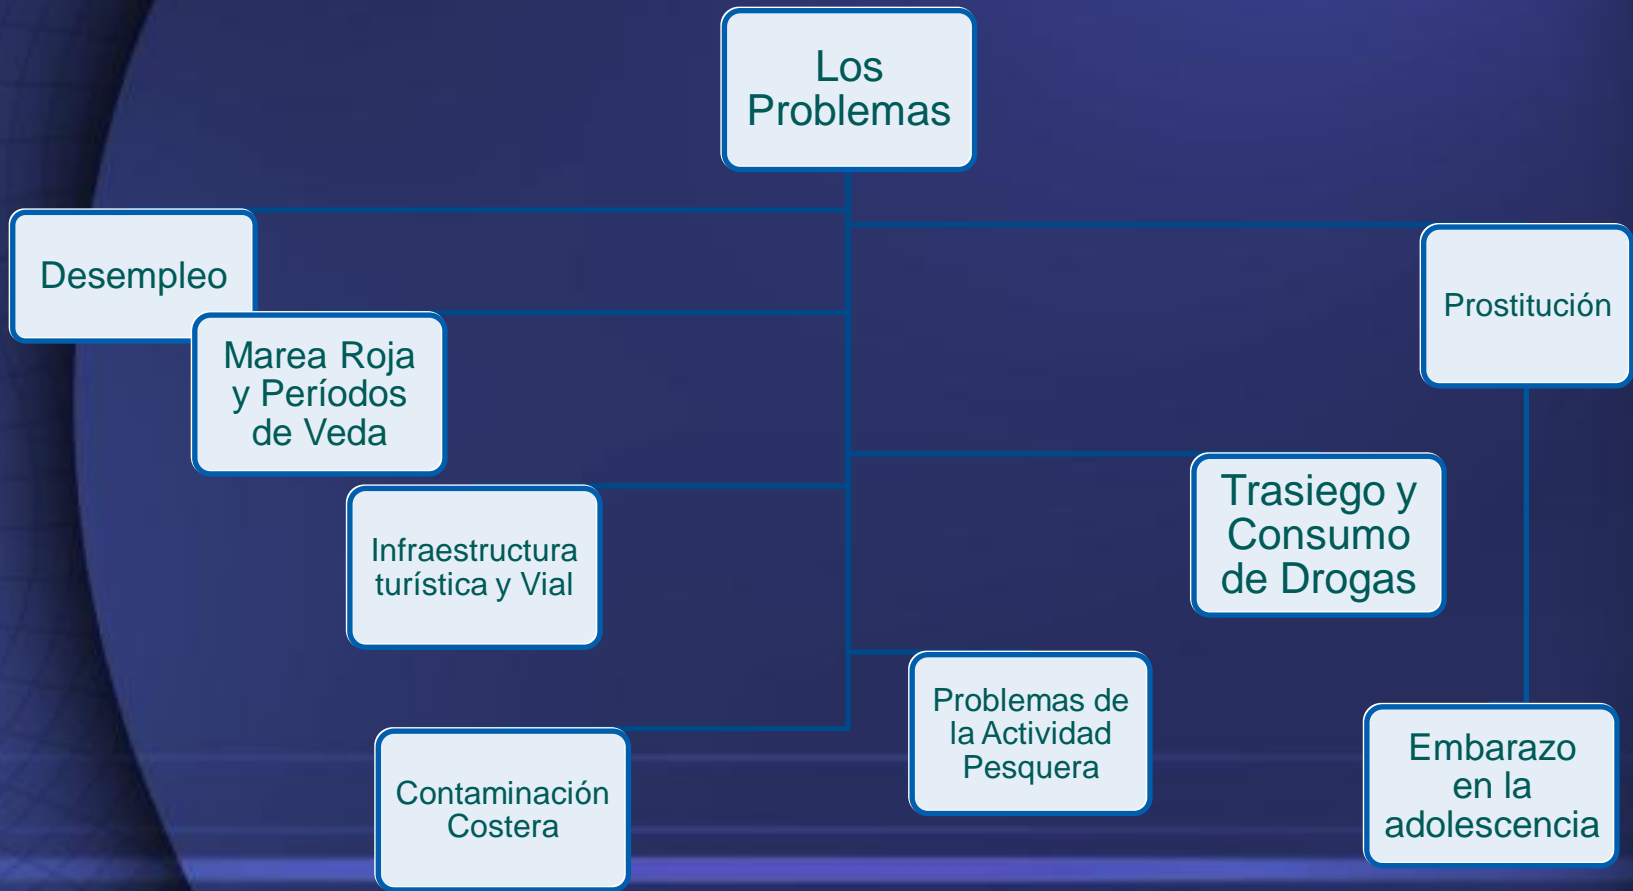 Los
Problemas
Desempleo
Prostitución
Marea Roja
y Períodos
de Veda
Trasiego y
Consumo
de Drogas
Infraestructura
turística y Vial
Problemas de
la Actividad
Pesquera
Embarazo
en la
adolescencia
Contaminación
Costera